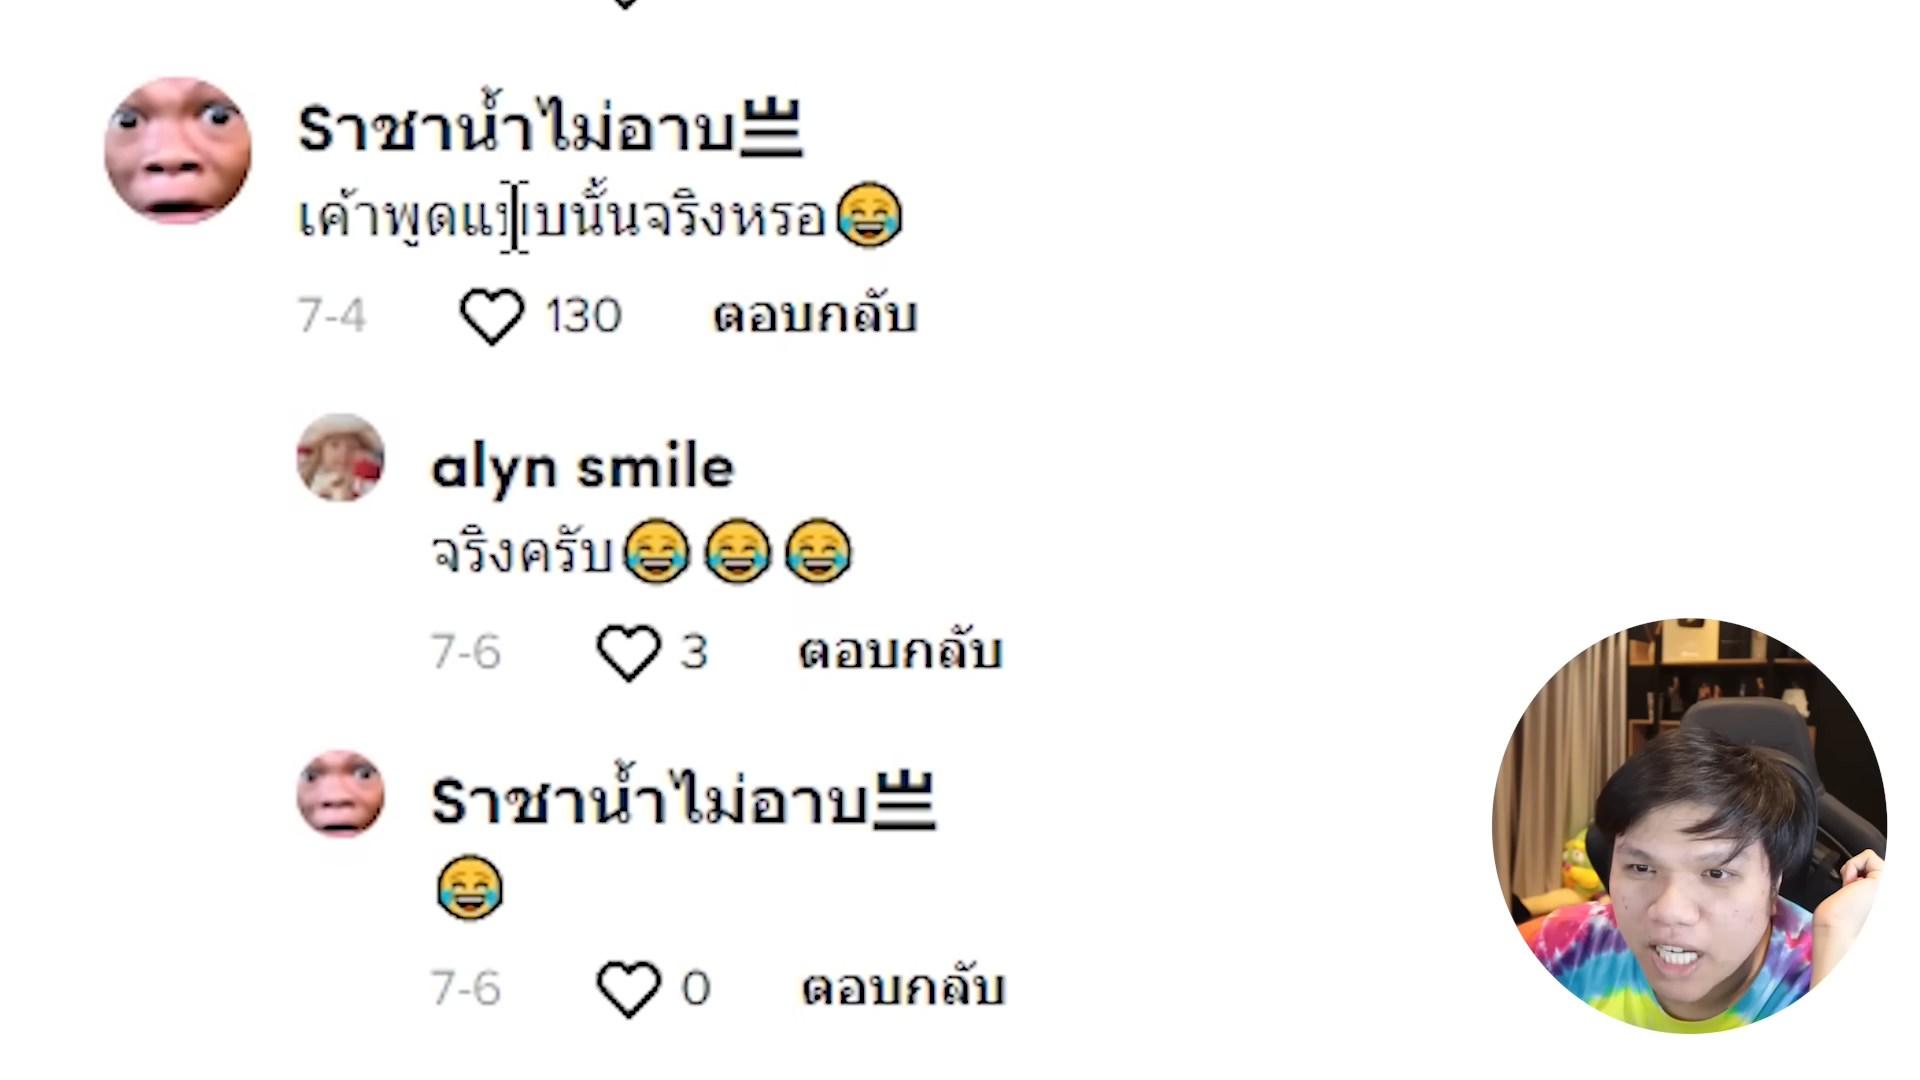 Sาชาน้ำไม่อาบ亖
เค้าพูดแบบนั้นจริงหรอ😂
7-4 130 ตอบกลับ
alyn smile
จริงครับ😂😂😂
7-6 3 ตอบกลับ
Sาชาน้ำไม่อาบ亖
😂
7-6 0 ตอบกลับ